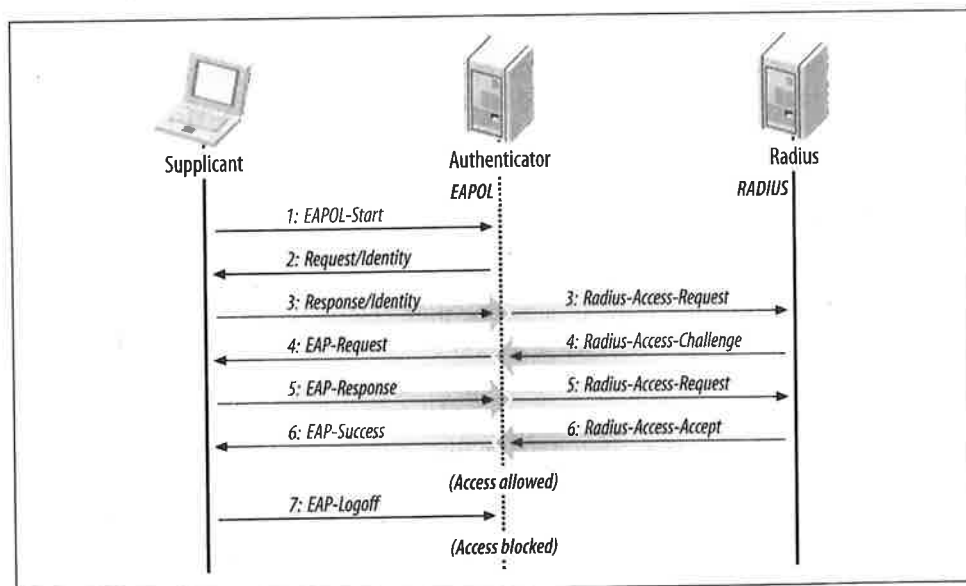 Supplicant
Authenticator
Radius
EAPOL
RADIUS
1: EAPOL-Start
2: Request/Identity
3: Response/Identity
3: Radius-Access-Request
4: EAP-Request
4: Radius-Access-Challenge
5: EAP-Response
5: Radius-Access-Request
6: EAP-Success
6: Radius-Access-Accept
(Access allowed)
7: EAP-Logoff
(Access blocked)